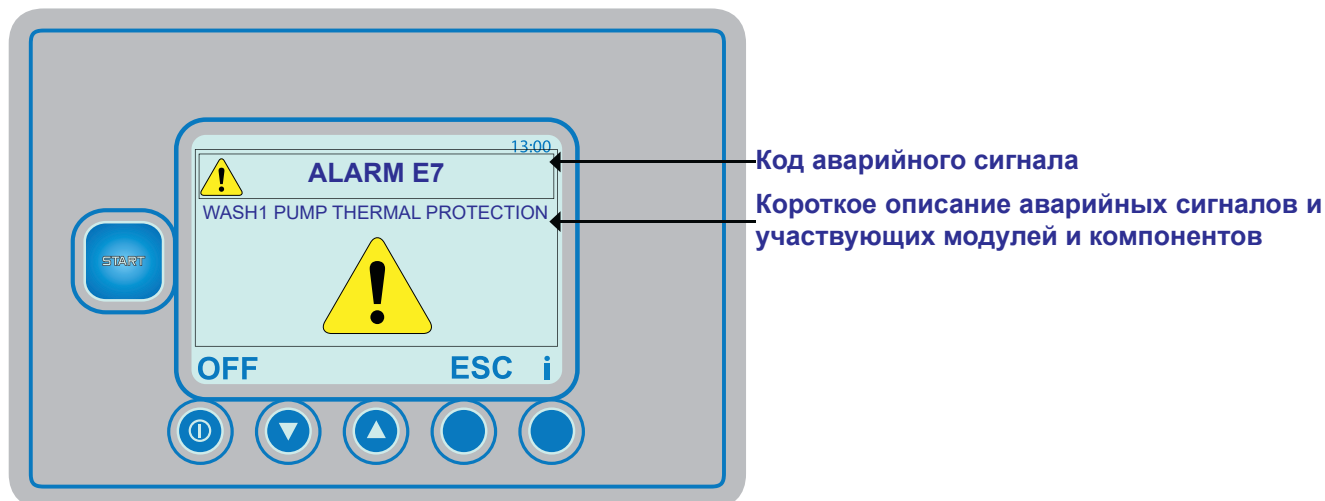 13:00
ALARM E7
WASH1 PUMP THERMAL PROTECTION
START
OFF ESC i
Код аварийного сигнала
Короткое описание аварийных сигналов и
участвующих модулей и компонентов